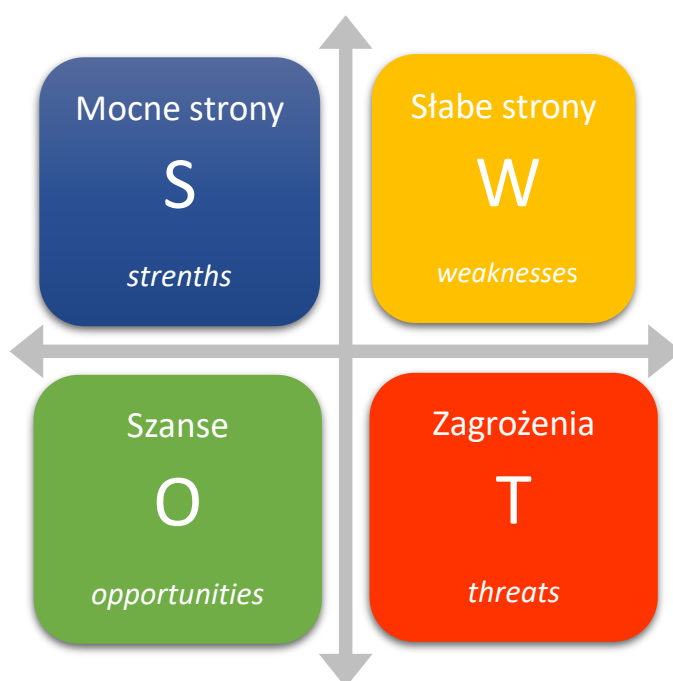 Mocne strony
S
strenths
Słabe strony
W
weaknesses
Szanse
O
opportunities
Zagrożenia
T
threats